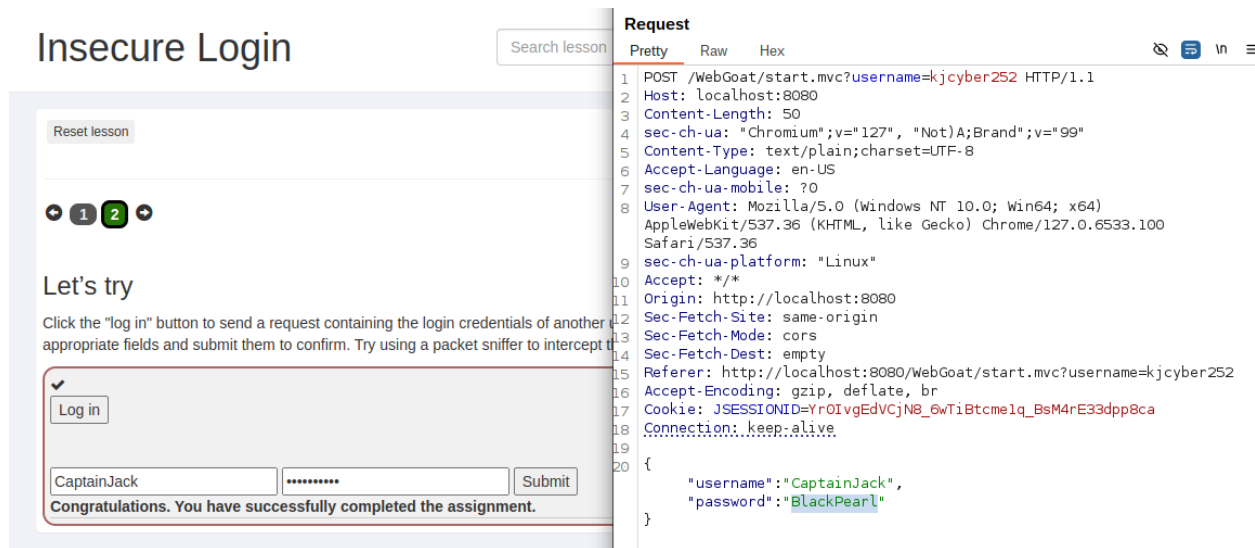 Insecure Login
Search lesson
Reset lesson
1 2
Let's try
Click the "log in" button to send a request containing the login credentials of another
appropriate fields and submit them to confirm. Try using a packet sniffer to intercept
Log in
CaptainJack •••••••••• Submit
Congratulations. You have successfully completed the assignment.
Request
Pretty Raw Hex
\n
1 POST /WebGoat/start.mvc?username=kjcyber252 HTTP/1.1
2 Host: localhost:8080
3 Content-Length: 50
4 sec-ch-ua: "Chromium";v="127", "Not)A;Brand";v="99"
5 Content-Type: text/plain;charset=UTF-8
6 Accept-Language: en-US
7 sec-ch-ua-mobile: ?0
8 User-Agent: Mozilla/5.0 (Windows NT 10.0; Win64; x64)
AppleWebKit/537.36 (KHTML, like Gecko) Chrome/127.0.6533.100
Safari/537.36
9 sec-ch-ua-platform: "Linux"
10 Accept: */*
11 Origin: http://localhost:8080
12 Sec-Fetch-Site: same-origin
13 Sec-Fetch-Mode: cors
14 Sec-Fetch-Dest: empty
15 Referer: http://localhost:8080/WebGoat/start.mvc?username=kjcyber252
16 Accept-Encoding: gzip, deflate, br
17 Cookie: JSESSIONID=YrOIvgEdVCjN8_6wTiBtcme1q_BsM4rE33dpp8ca
18 Connection: keep-alive
19
20 {
"username":"CaptainJack",
"password":"BlackPearl"
}